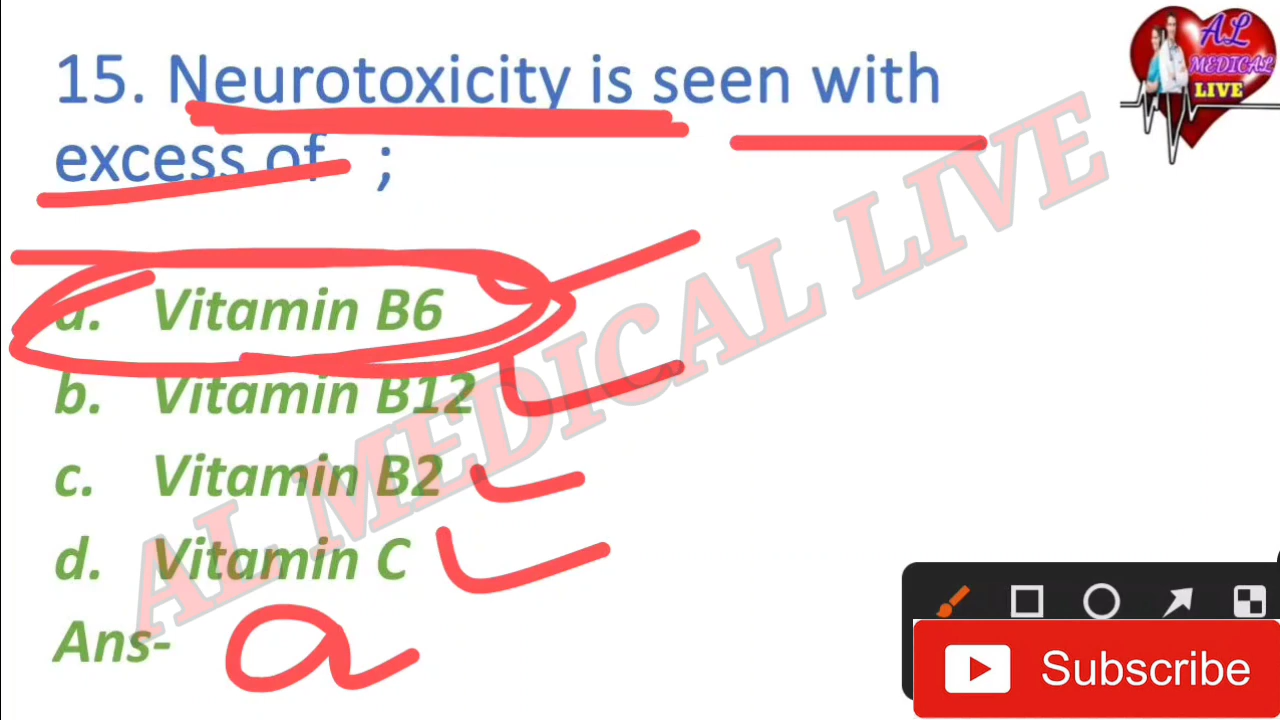 15. Neurotoxicity is seen with
excess of ;
a. Vitamin B6
b. Vitamin B12
c. Vitamin B2
d. Vitamin C
Ans- a
AL MEDICAL LIVE
AL
MEDICAL
LIVE
Subscribe